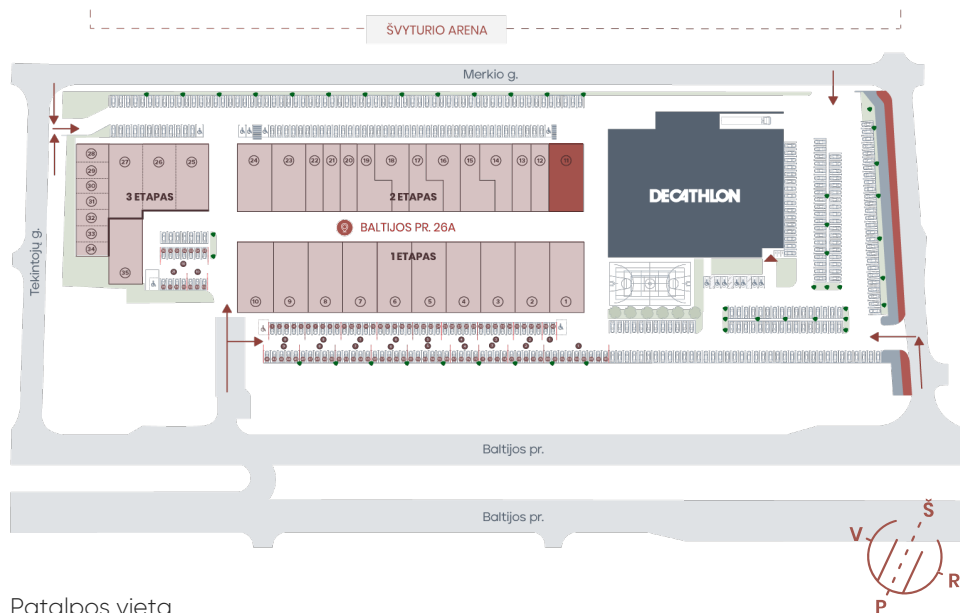 ŠVYTURIO ARENA
Merkio g.
Tekintojų g.
28
29
30
31
32
33
34
27
26
25
3 ETAPAS
35
24
23
22
21
20
19
18
17
16
15
14
13
12
11
2 ETAPAS
BALTIJOS PR. 26A
1 ETAPAS
10
9
8
7
6
5
4
3
2
1
DECATHLON
Baltijos pr.
Baltijos pr.
Š
V
R
P
Patalpos vieta